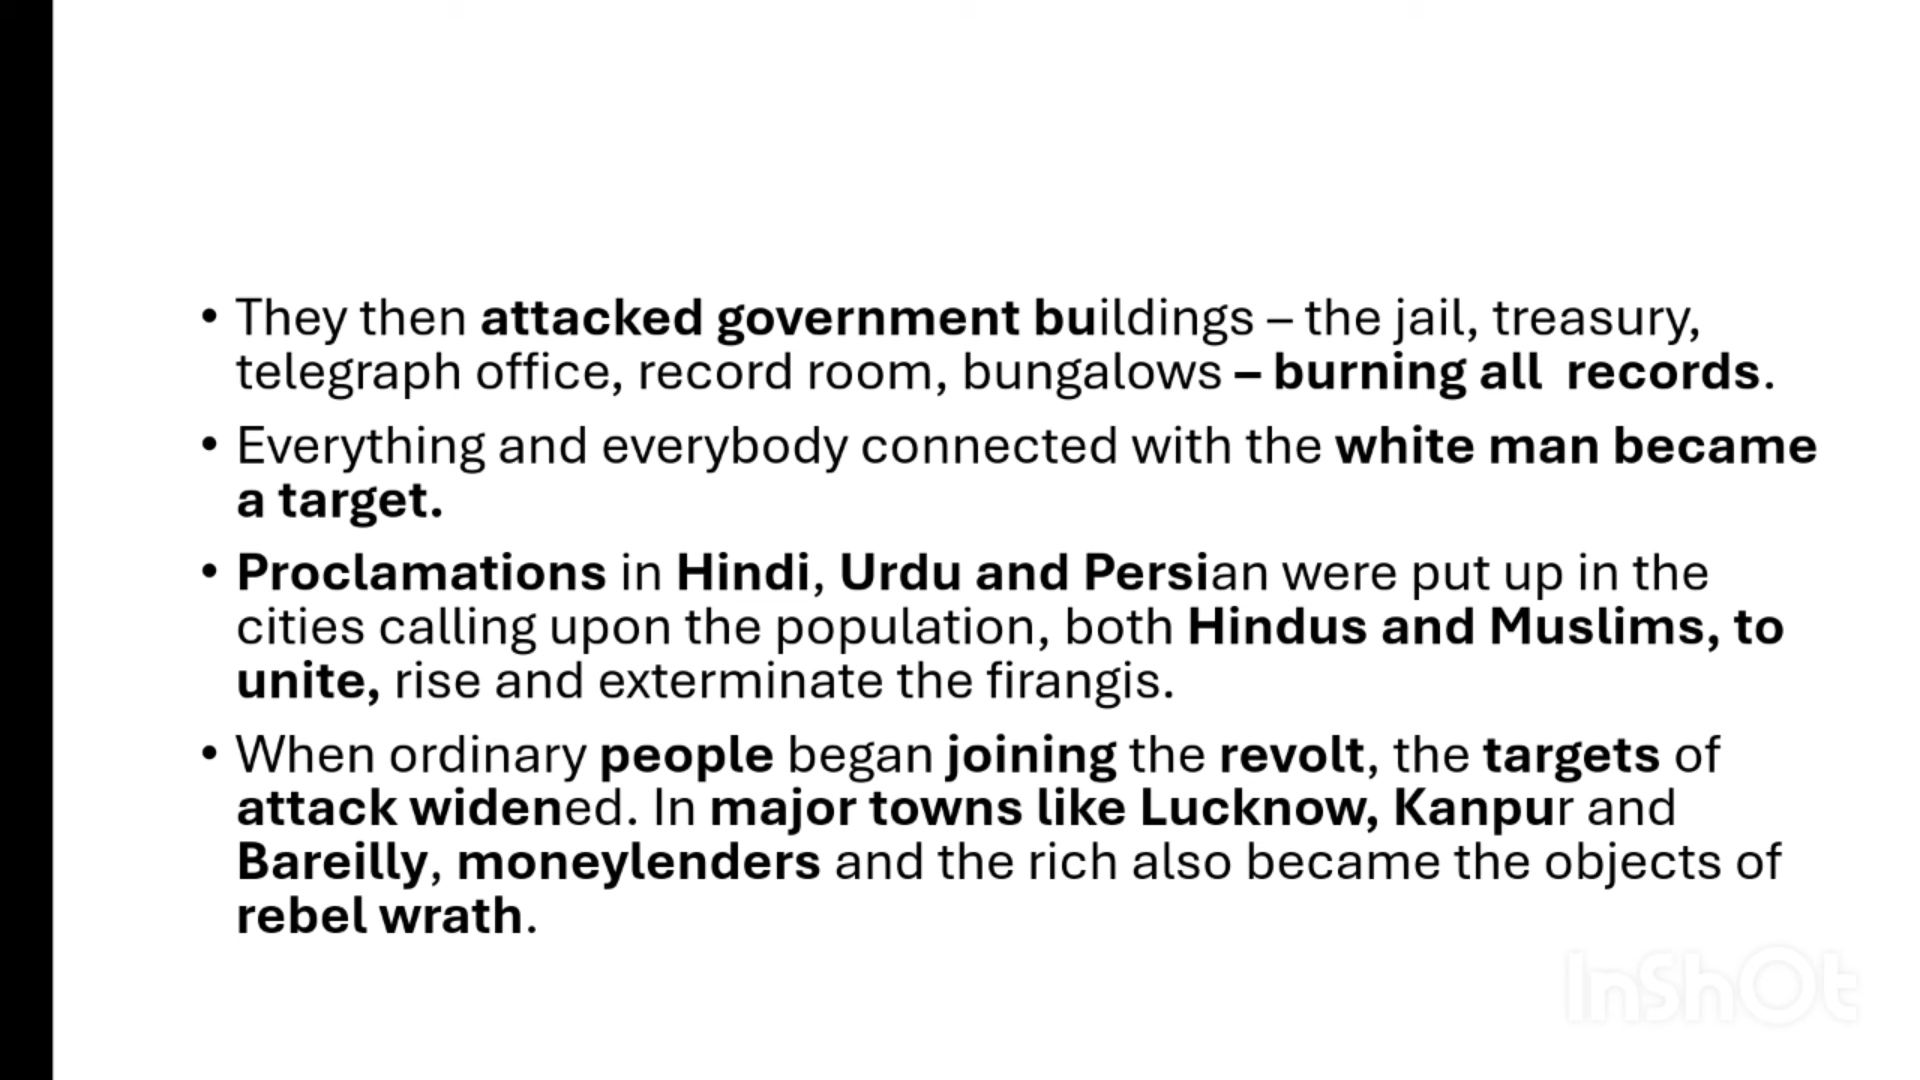 • They then attacked government buildings – the jail, treasury,
telegraph office, record room, bungalows – burning all  records.
• Everything and everybody connected with the white man became
a target.
• Proclamations in Hindi, Urdu and Persian were put up in the
cities calling upon the population, both Hindus and Muslims, to
unite, rise and exterminate the firangis.
• When ordinary people began joining the revolt, the targets of
attack widened. In major towns like Lucknow, Kanpur and
Bareilly, moneylenders and the rich also became the objects of
rebel wrath.
InShOt